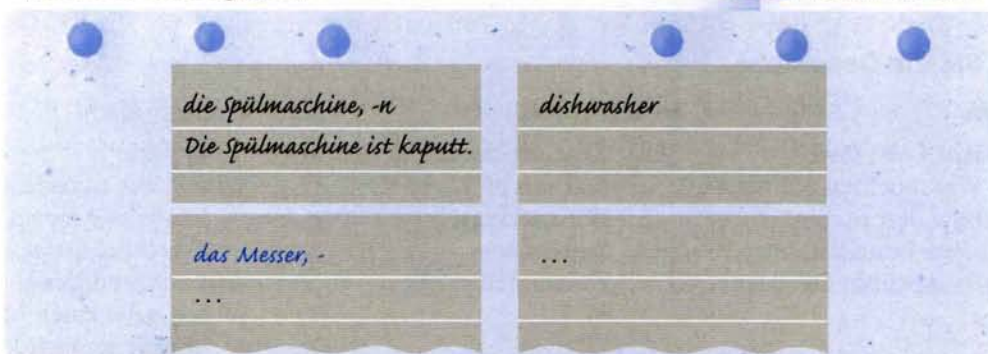 die Spülmaschine, -n
Die Spülmaschine ist kaputt.
dishwasher
das Messer, -
...
...